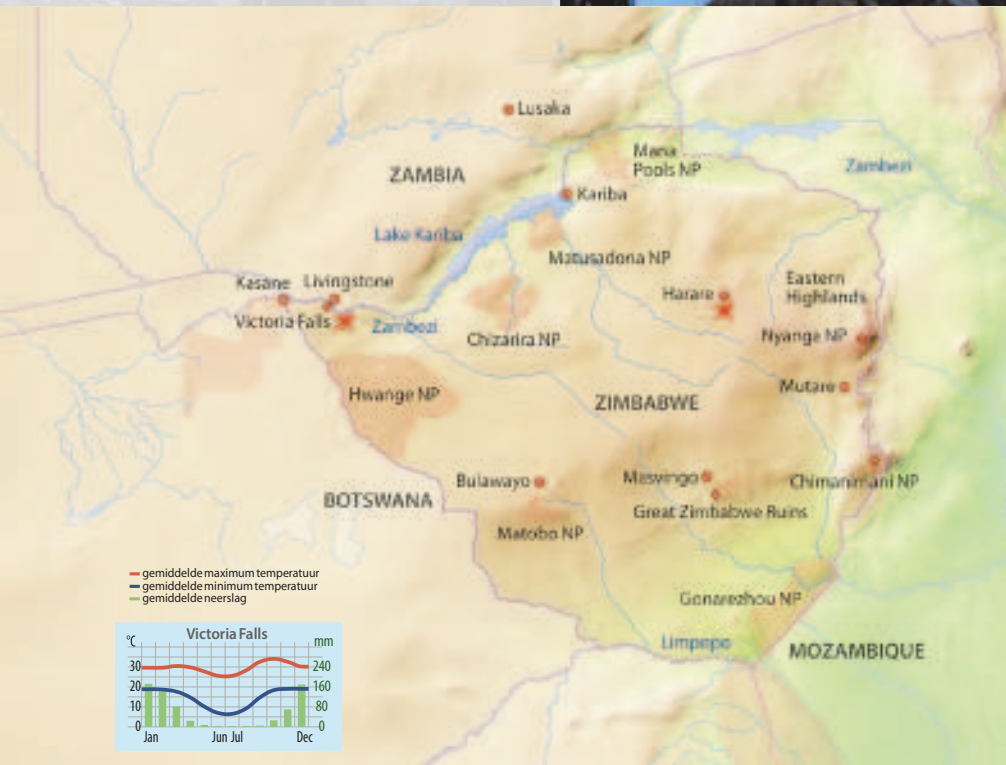 Lusaka
ZAMBIA
Mana
Pools NP
Zambezi
Kariba
Lake Kariba
Matusadona NP
Kasane
Livingstone
Eastern
Highlands
Harare
Victoria Falls
Zambezi
Chizarira NP
Nyanga NP
Mutare
Hwange NP
ZIMBABWE
Bulawayo
Masvingo
Chimanimani NP
BOTSWANA
Great Zimbabwe Ruins
Matobo NP
gemiddelde maximum temperatuur
gemiddelde minimum temperatuur
gemiddelde neerslag
Gonarezhou NP
Limpopo
MOZAMBIQUE
Victoria Falls
°C
mm
30
240
20
160
10
80
0
0
Jan
Jun Jul
Dec